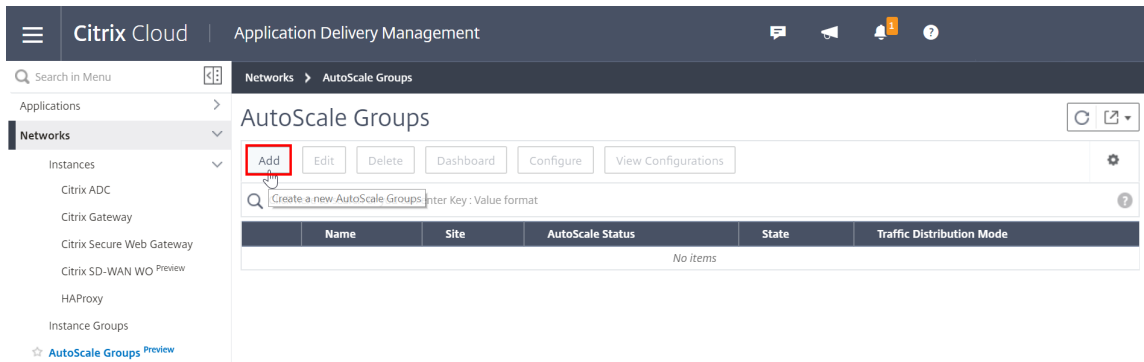 Citrix Cloud Application Delivery Management 1 ?
Search in Menu
Networks > AutoScale Groups
Applications
AutoScale Groups
Networks
Add Edit Delete Dashboard Configure View Configurations
Instances
Citrix ADC
Create a new AutoScale Groups nter Key : Value format ?
Citrix Gateway
Name Site AutoScale Status State Traffic Distribution Mode
Citrix Secure Web Gateway
No items
Citrix SD-WAN WO Preview
HAProxy
Instance Groups
AutoScale Groups Preview